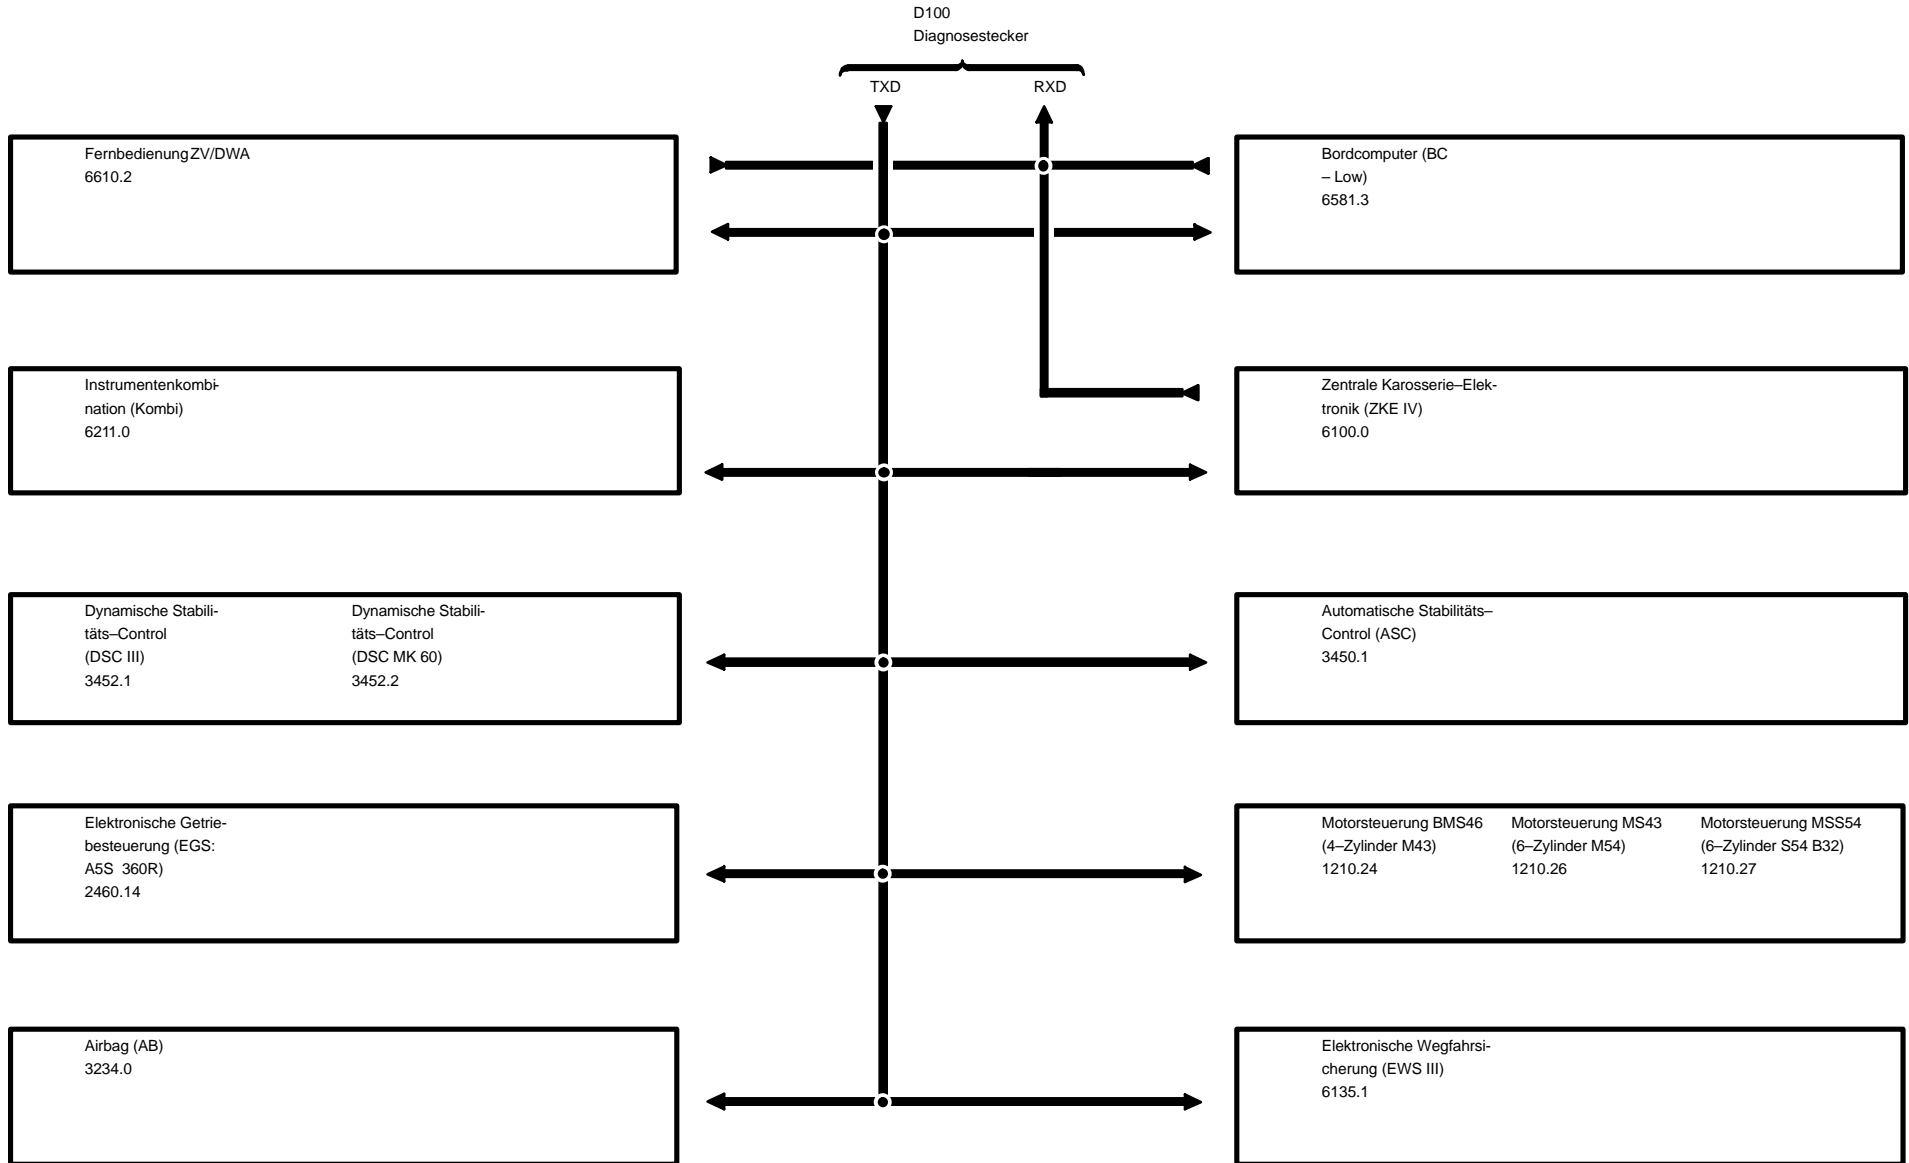 D100
Diagnosestecker
TXD
RXD
Fernbedienung ZV/DWA
6610.2
Bordcomputer (BC
– Low)
6581.3
Instrumentenkombi-
nation (Kombi)
6211.0
Zentrale Karosserie–Elek-
tronik (ZKE IV)
6100.0
Dynamische Stabili-
täts–Control
(DSC III)
3452.1
Dynamische Stabili-
täts–Control
(DSC MK 60)
3452.2
Automatische Stabilitäts–
Control (ASC)
3450.1
Elektronische Getrie-
besteuerung (EGS:
A5S 360R)
2460.14
Motorsteuerung BMS46
(4–Zylinder M43)
1210.24
Motorsteuerung MS43
(6–Zylinder M54)
1210.26
Motorsteuerung MSS54
(6–Zylinder S54 B32)
1210.27
Airbag (AB)
3234.0
Elektronische Wegfahrsi-
cherung (EWS III)
6135.1